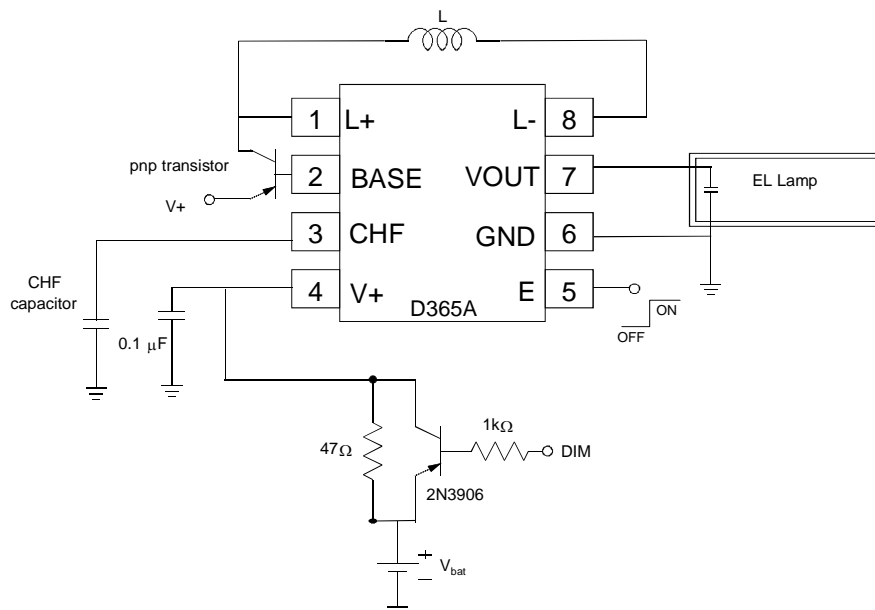 L
1 L+ L- 8
pnp transistor
2 BASE VOUT 7
EL Lamp
V+
3 CHF GND 6
CHF
capacitor
4 V+ E 5
D365A
ON
OFF
0.1 μF
47Ω
1kΩ
DIM
2N3906
+
Vbat
−